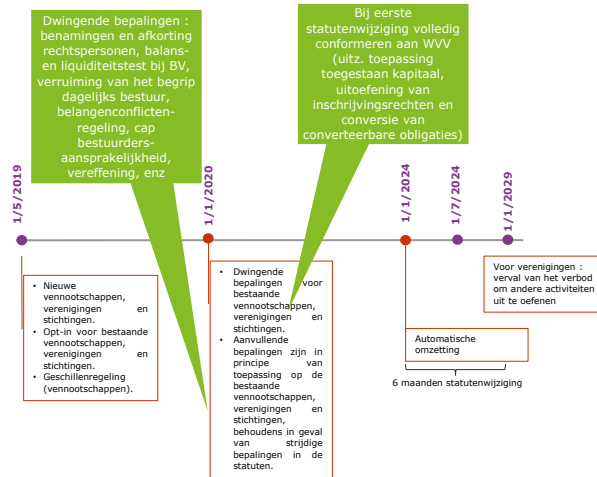 Dwingende bepalingen :
benamingen en afkorting
rechtspersonen, balans-
en liquiditeitstest bij BV,
verruiming van het begrip
dagelijks bestuur,
belangenconflicten-
regeling, cap
bestuurders-
aansprakelijkheid,
vereffening, enz
Bij eerste
statutenwijziging volledig
conformeren aan WVV
(uitz. toepassing
toegestaan kapitaal,
uitoefening van
inschrijvingsrechten en
conversie van
converteerbare obligaties)
1/5/2019
1/1/2020
1/1/2024
1/7/2024
1/1/2029
• Nieuwe
vennootschappen,
verenigingen en
stichtingen.
• Opt-in voor bestaande
vennootschappen,
verenigingen en
stichtingen.
• Geschillenregeling
(vennootschappen).
• Dwingende
bepalingen voor
bestaande
vennootschappen,
verenigingen en
stichtingen.
• Aanvullende
bepalingen zijn in
principe van
toepassing op de
bestaande
vennootschappen,
verenigingen en
stichtingen,
behoudens in geval
van strijdige
bepalingen in de
statuten.
Automatische
omzetting
6 maanden statutenwijziging
Voor verenigingen :
verval van het verbod
om andere activiteiten
uit te oefenen